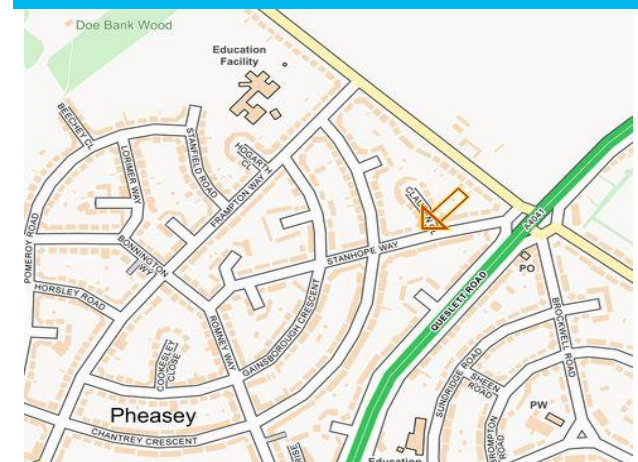 Doe Bank Wood
Education
Facility
BEECHEY CL
LORIMER WAY
STANFIELD ROAD
HOGARTH
CL
FRAMPTON WAY
POMEROY ROAD
BONNINGTON
WY
HORSLEY ROAD
STANHOPE WAY
A4041
PO
QUESLETT ROAD
BROCKWELL ROAD
ROMNEY WAY
GAINSBOROUGH CRESCENT
COOKESLEY
CLOSE
SUNDRIDGE ROAD
SHEEN
ROAD
PW
Pheasey
CHANTREY CRESCENT
BROMPTON
ROAD
RISE
Education